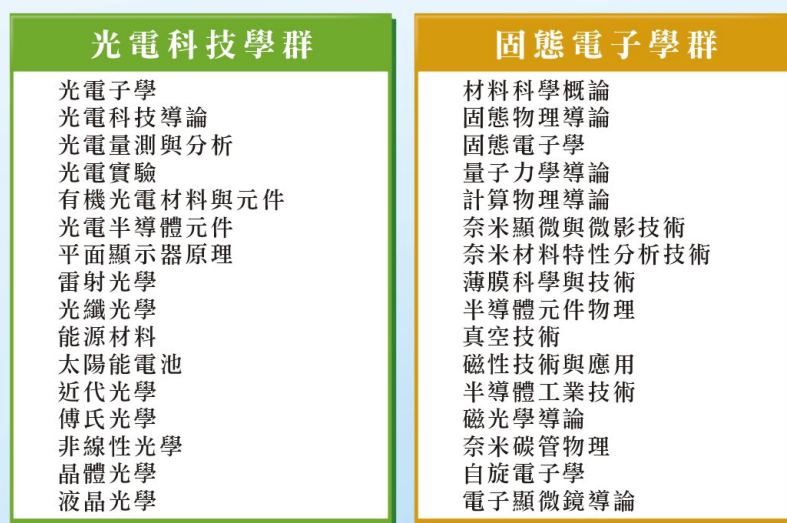 光電科技學群
光電子學
光電科技導論
光電量測與分析
光電實驗
有機光電材料與元件
光電半導體元件
平面顯示器原理
雷射光學
光纖光學
能源材料
太陽能電池
近代光學
傅氏光學
非線性光學
晶體光學
液晶光學
固態電子學群
材料科學概論
固態物理導論
固態電子學
量子力學導論
計算物理導論
奈米顯微與微影技術
奈米材料特性分析技術
薄膜科學與技術
半導體元件物理
真空技術
磁性技術與應用
半導體工業技術
磁光學導論
奈米碳管物理
自旋電子學
電子顯微鏡導論